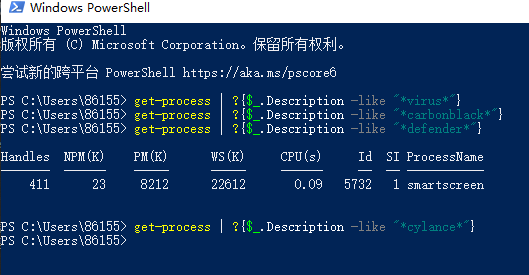 Windows PowerShell
Windows PowerShell
版权所有 (C) Microsoft Corporation。保留所有权利。
尝试新的跨平台 PowerShell https://aka.ms/pscore6
PS C:\Users\86155> get-process | ?{$_.Description -like "*virus*"}
PS C:\Users\86155> get-process | ?{$_.Description -like "*carbonblack*"}
PS C:\Users\86155> get-process | ?{$_.Description -like "*defender*"}
Handles NPM(K) PM(K) WS(K) CPU(s) Id SI ProcessName
------- ------ ----- ----- ------ -- -- -----------
411 23 8212 22612 0.09 5732 1 smartscreen
PS C:\Users\86155> get-process | ?{$_.Description -like "*cylance*"}
PS C:\Users\86155>